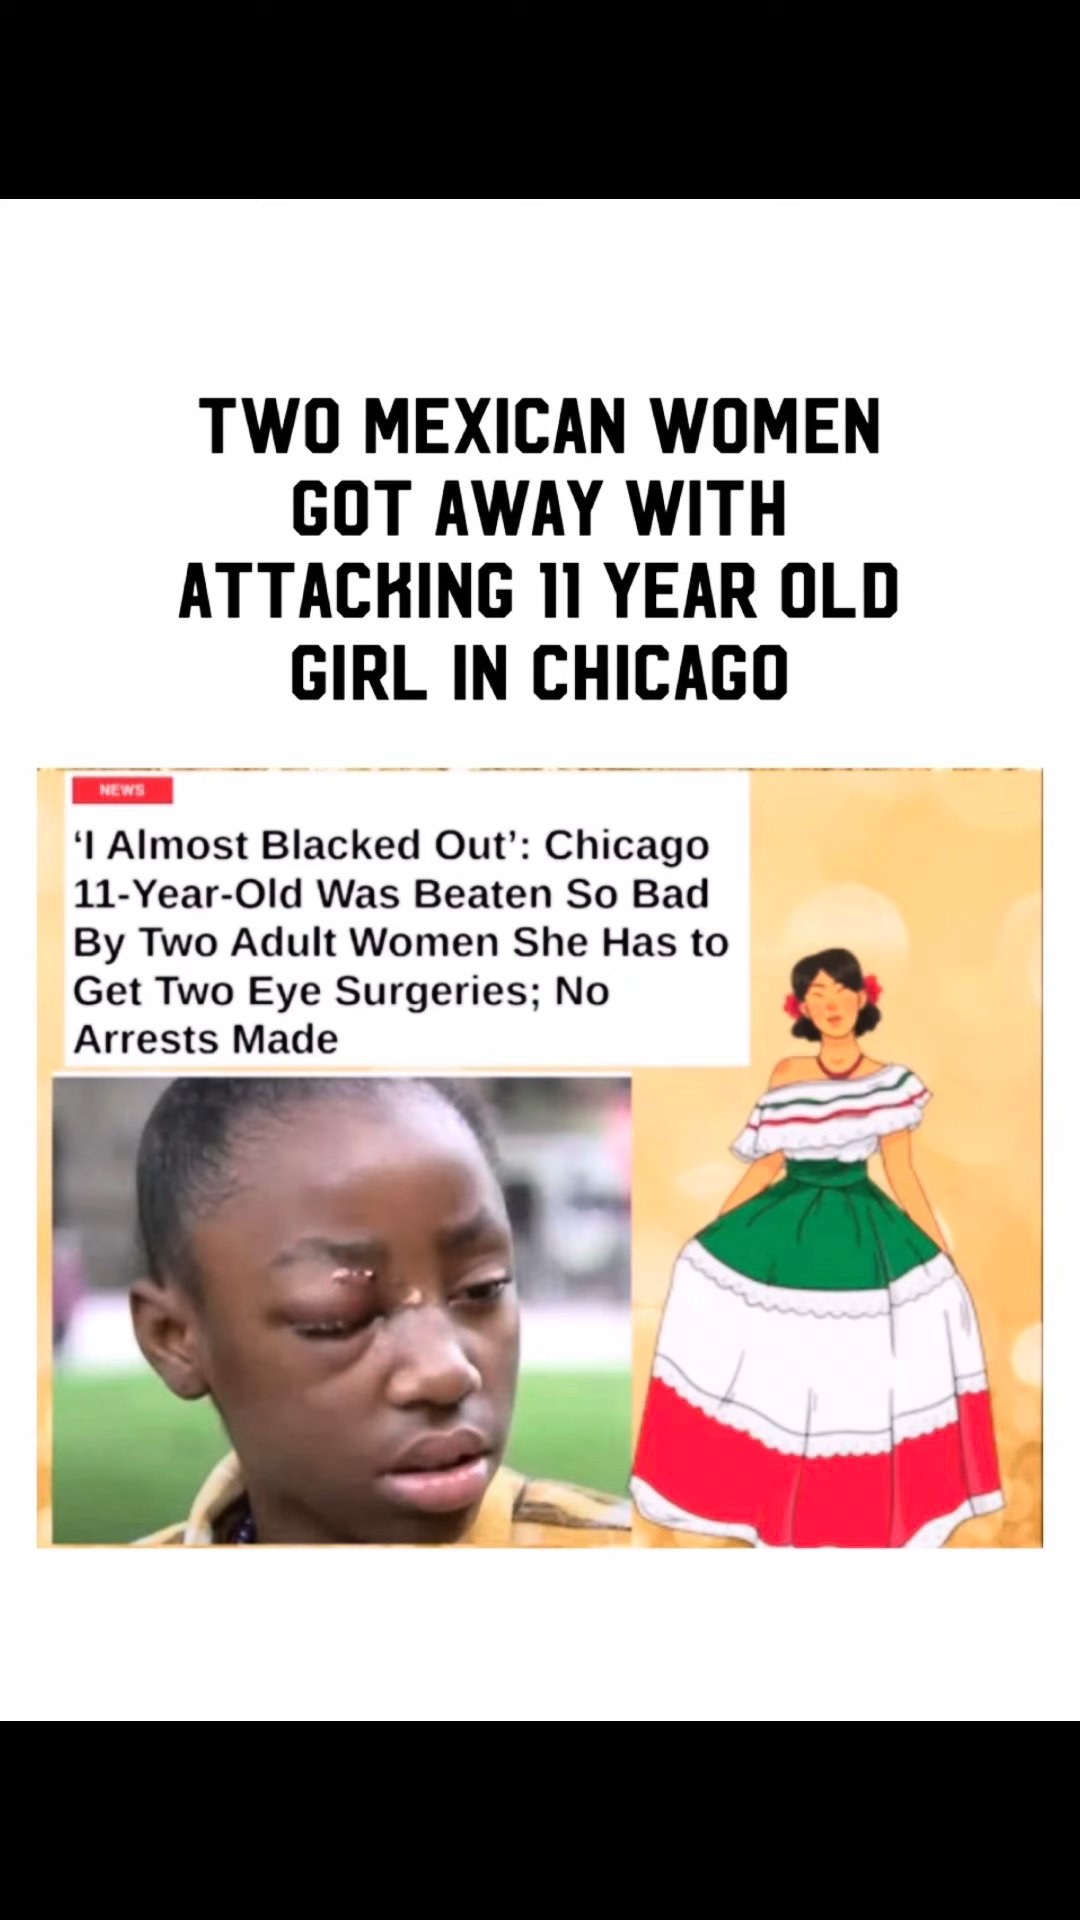 TWO MEXICAN WOMEN
GOT AWAY WITH
ATTACKING 11 YEAR OLD
GIRL IN CHICAGO
NEWS
‘I Almost Blacked Out’: Chicago
11-Year-Old Was Beaten So Bad
By Two Adult Women She Has to
Get Two Eye Surgeries; No
Arrests Made